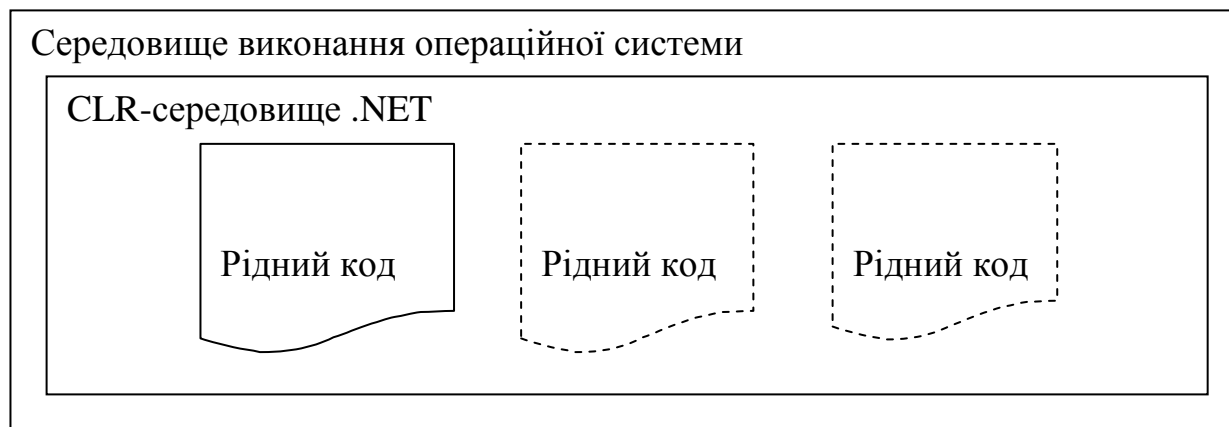 Середовище виконання операційної системи
CLR-середовище .NET
Рідний код
Рідний код
Рідний код